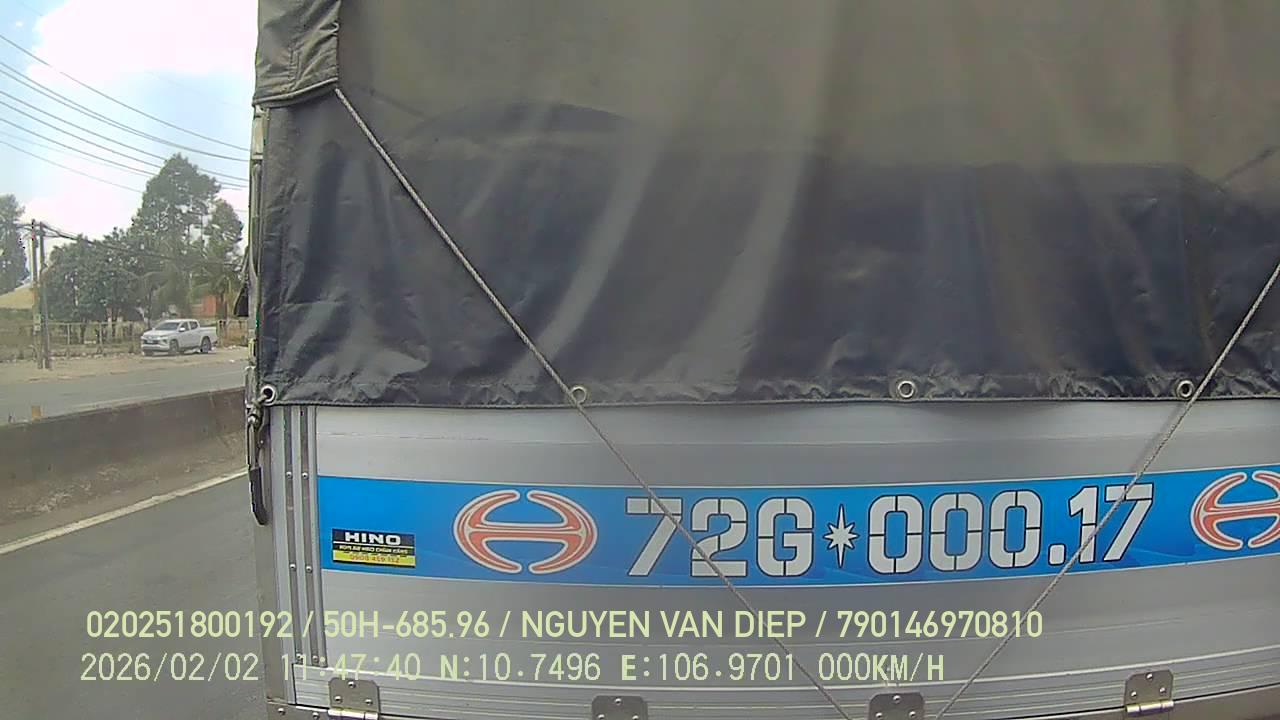 72G*000.17
HINO
020251800192 / 50H-685.96 / NGUYEN VAN DIEP / 790146970810
2026/02/02 11:47:40 N:10.7496 E:106.9701 000KM/H